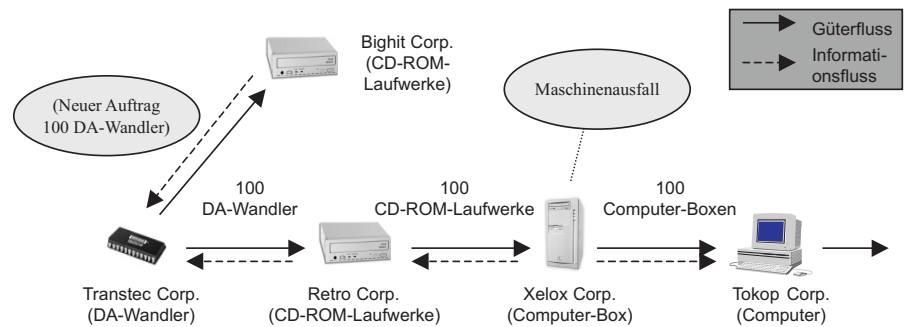 Bighit Corp.
(CD-ROM-
Laufwerke)
Güterfluss
Informati-
onsfluss
(Neuer Auftrag
100 DA-Wandler)
Maschinenausfall
100
DA-Wandler
100
CD-ROM-Laufwerke
100
Computer-Boxen
Transtec Corp.
(DA-Wandler)
Retro Corp.
(CD-ROM-Laufwerke)
Xelox Corp.
(Computer-Box)
Tokop Corp.
(Computer)